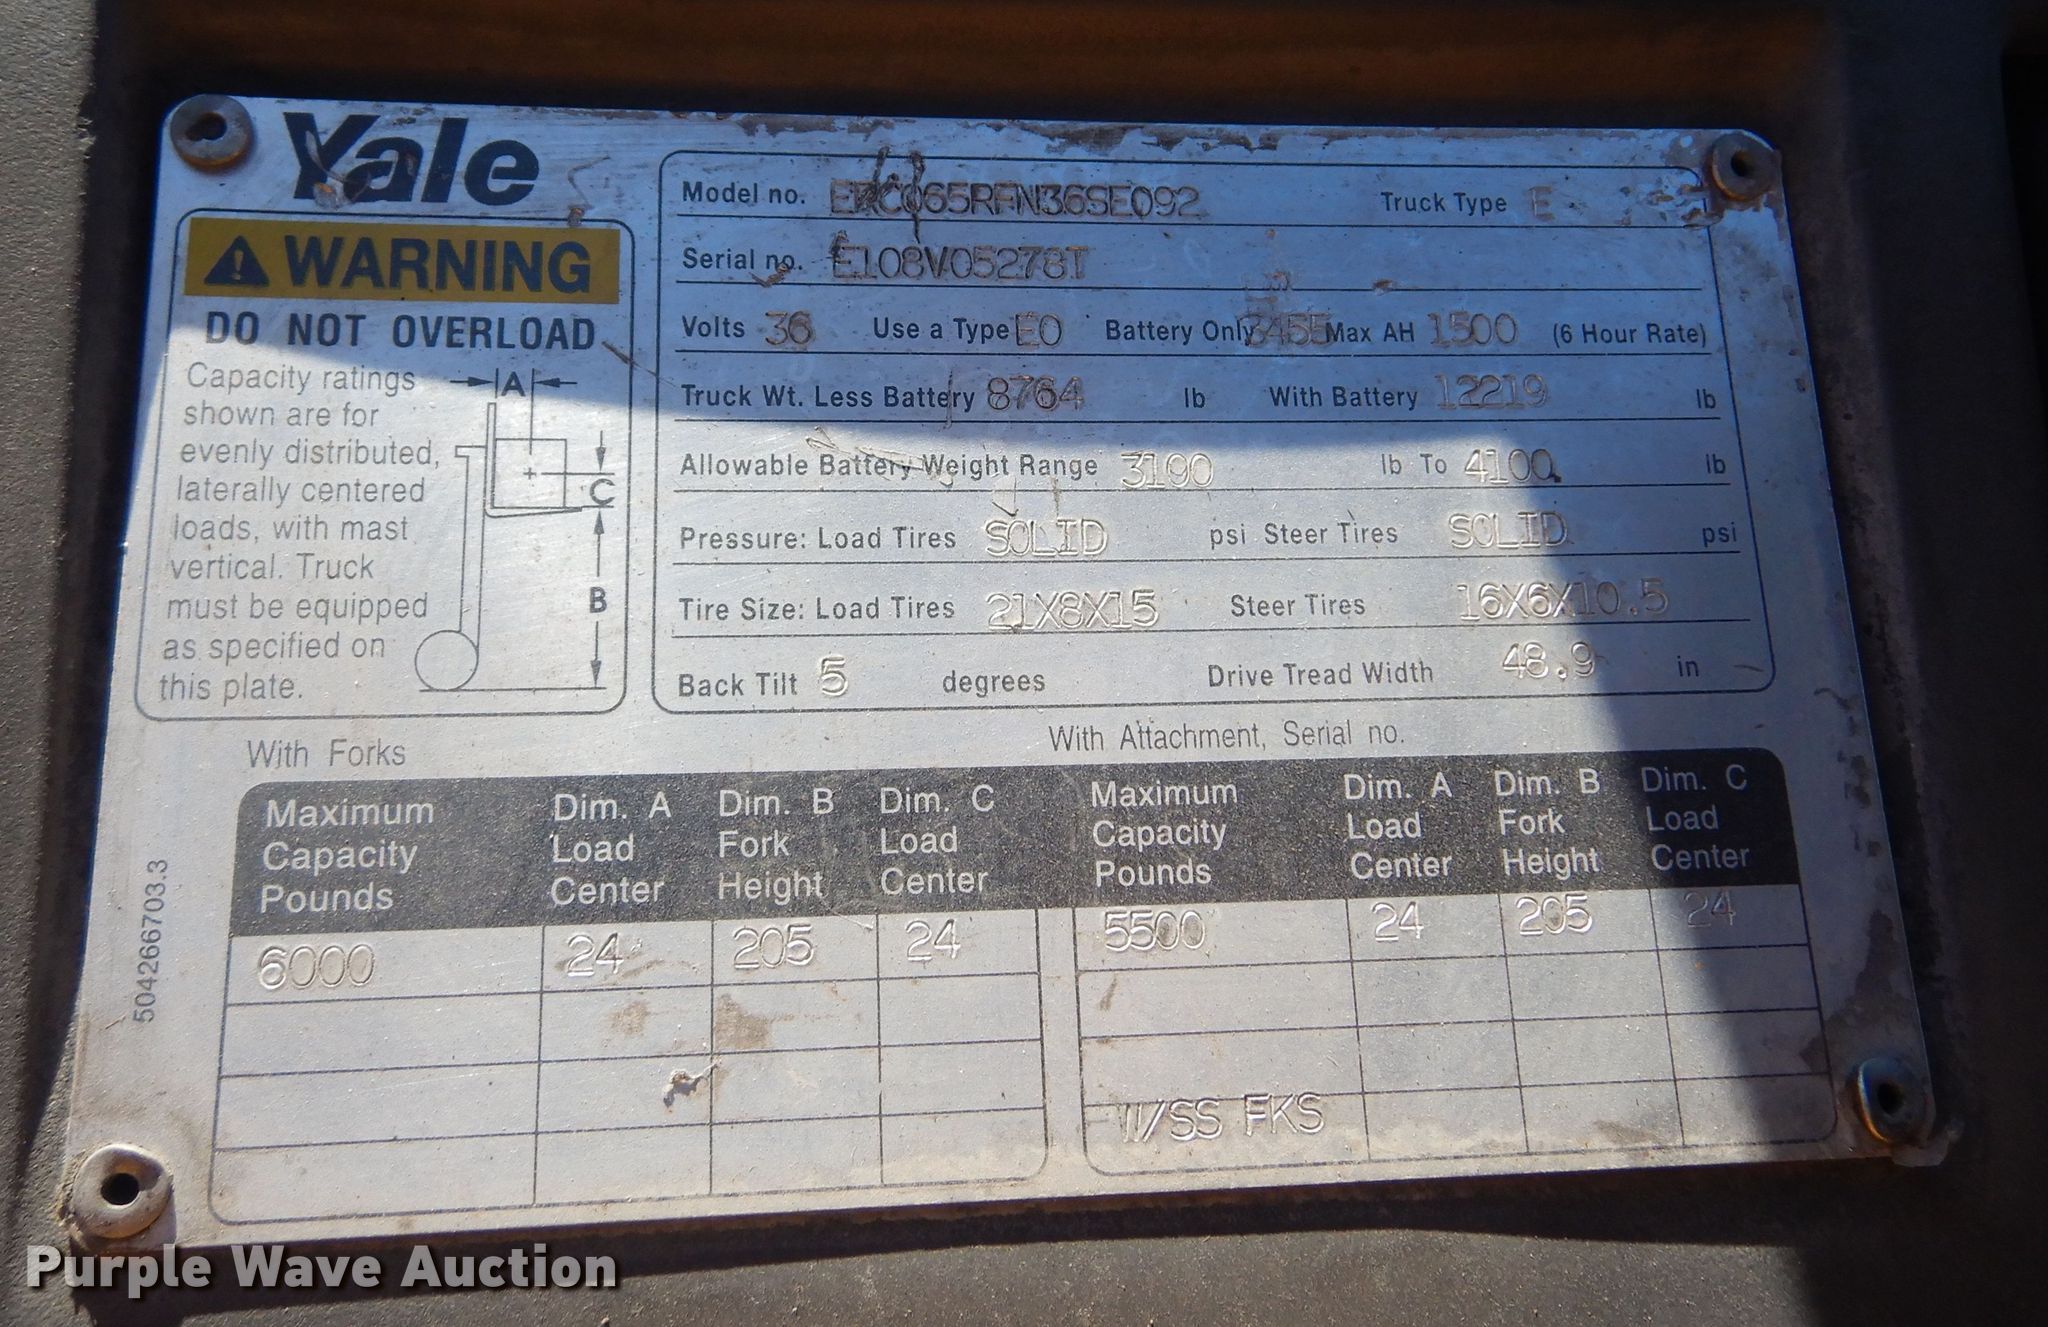 Yale
WARNING
DO NOT OVERLOAD
Capacity ratings
shown are for
evenly distributed,
laterally centered
loads, with mast
vertical. Truck
must be equipped
as specified on
this plate.
A
C
B
Model no. ERC065RFN36SE092 Truck Type E
Serial no. E108V05278T
Volts 36 Use a Type EO Battery Only 3455 Max AH 1500 (6 Hour Rate)
Truck Wt. Less Battery 8764 lb With Battery 12219 lb
Allowable Battery Weight Range 3190 lb To 4100 lb
Pressure: Load Tires SOLID psi Steer Tires SOLID psi
Tire Size: Load Tires 21X8X15 Steer Tires 16X6X10.5
Back Tilt 5 degrees Drive Tread Width 48.9 in
With Forks
Maximum Capacity Pounds Dim. A Load Center Dim. B Fork Height Dim. C Load Center
6000 24 205 24
With Attachment, Serial no.
Maximum Capacity Pounds Dim. A Load Center Dim. B Fork Height Dim. C Load Center
5500 24 205 24
W/SS FKS
504266703.3
Purple Wave Auction